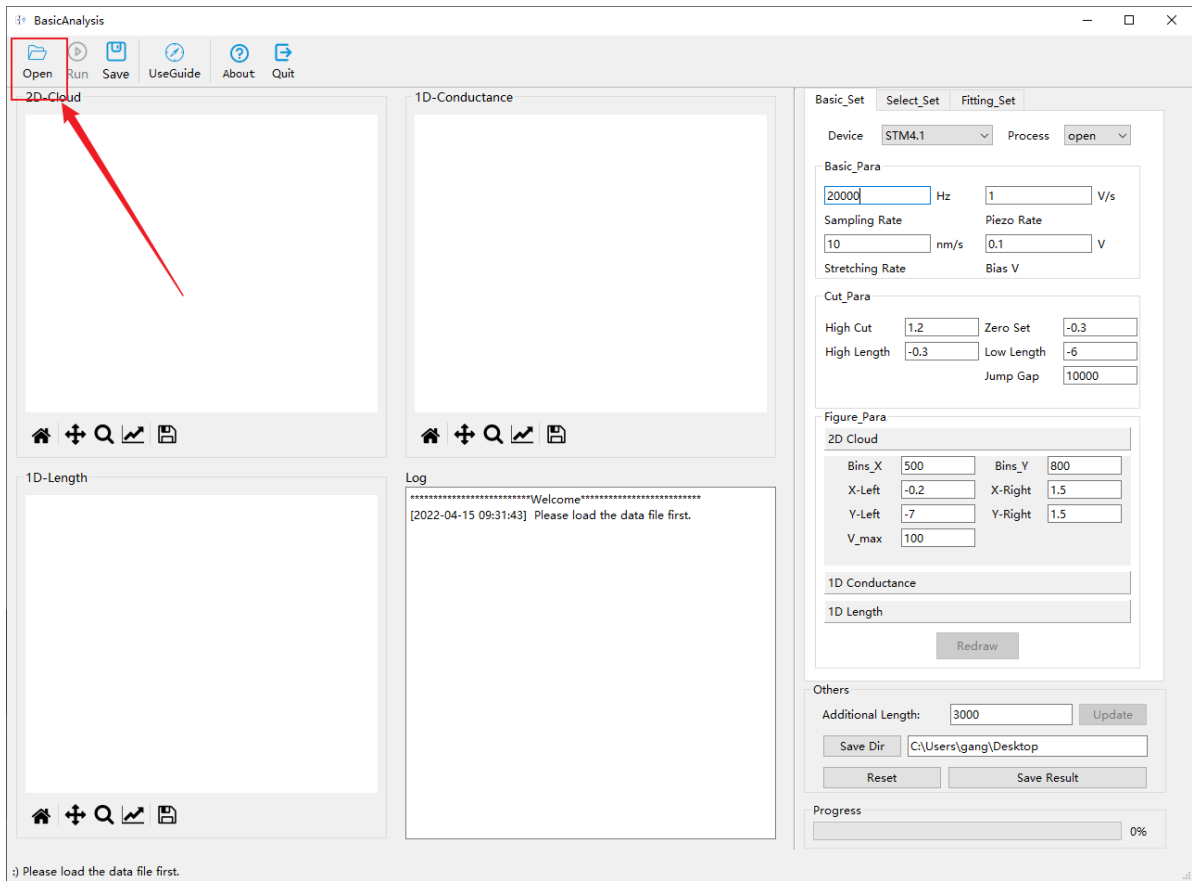 BasicAnalysis
Open Run Save UseGuide About Quit
2D-Cloud
1D-Conductance
1D-Length
Log
**************************Welcome**************************
[2022-04-15 09:31:43] Please load the data file first.
Basic_Set Select_Set Fitting_Set
Device STM4.1 Process open
Basic_Para
20000 Hz 1 V/s
Sampling Rate Piezo Rate
10 nm/s 0.1 V
Stretching Rate Bias V
Cut_Para
High Cut 1.2 Zero Set -0.3
High Length -0.3 Low Length -6
Jump Gap 10000
Figure_Para
2D Cloud
Bins_X 500 Bins_Y 800
X-Left -0.2 X-Right 1.5
Y-Left -7 Y-Right 1.5
V_max 100
1D Conductance
1D Length
Redraw
Others
Additional Length: 3000 Update
Save Dir C:\Users\gang\Desktop
Reset Save Result
Progress
0%
:) Please load the data file first.